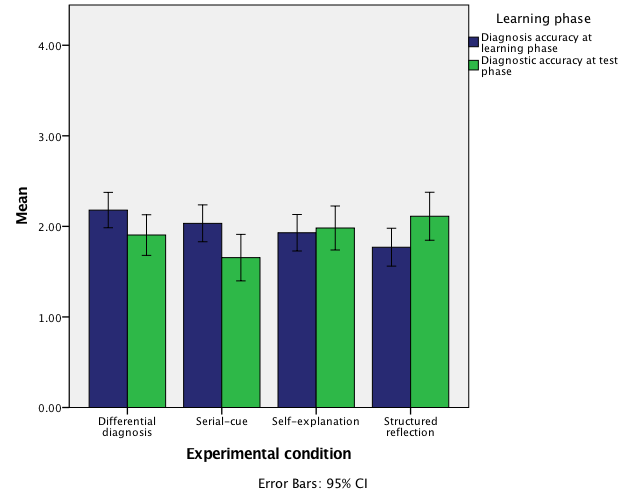 Learning phase
Diagnosis accuracy at
learning phase
Diagnostic accuracy at test
phase
Mean
4.00
3.00
2.00
1.00
0.00
Differential
diagnosis
Serial-cue
Self-explanation
Structured
reflection
Experimental condition
Error Bars: 95% CI